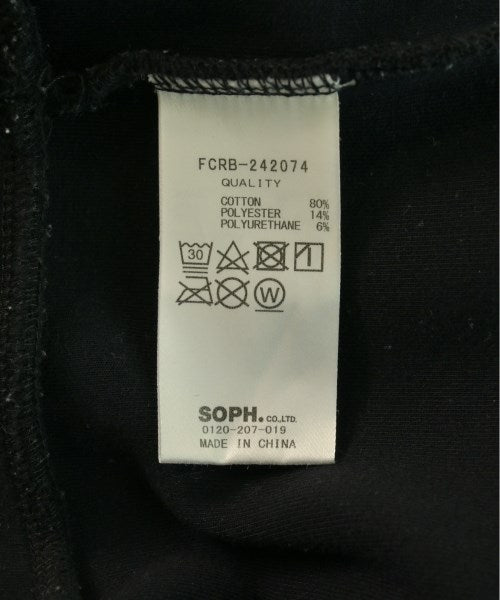 FCRB-242074
QUALITY
COTTON 80%
POLYESTER 14%
POLYURETHANE 6%
30
W
SOPH. CO.,LTD.
0120-207-019
MADE IN CHINA